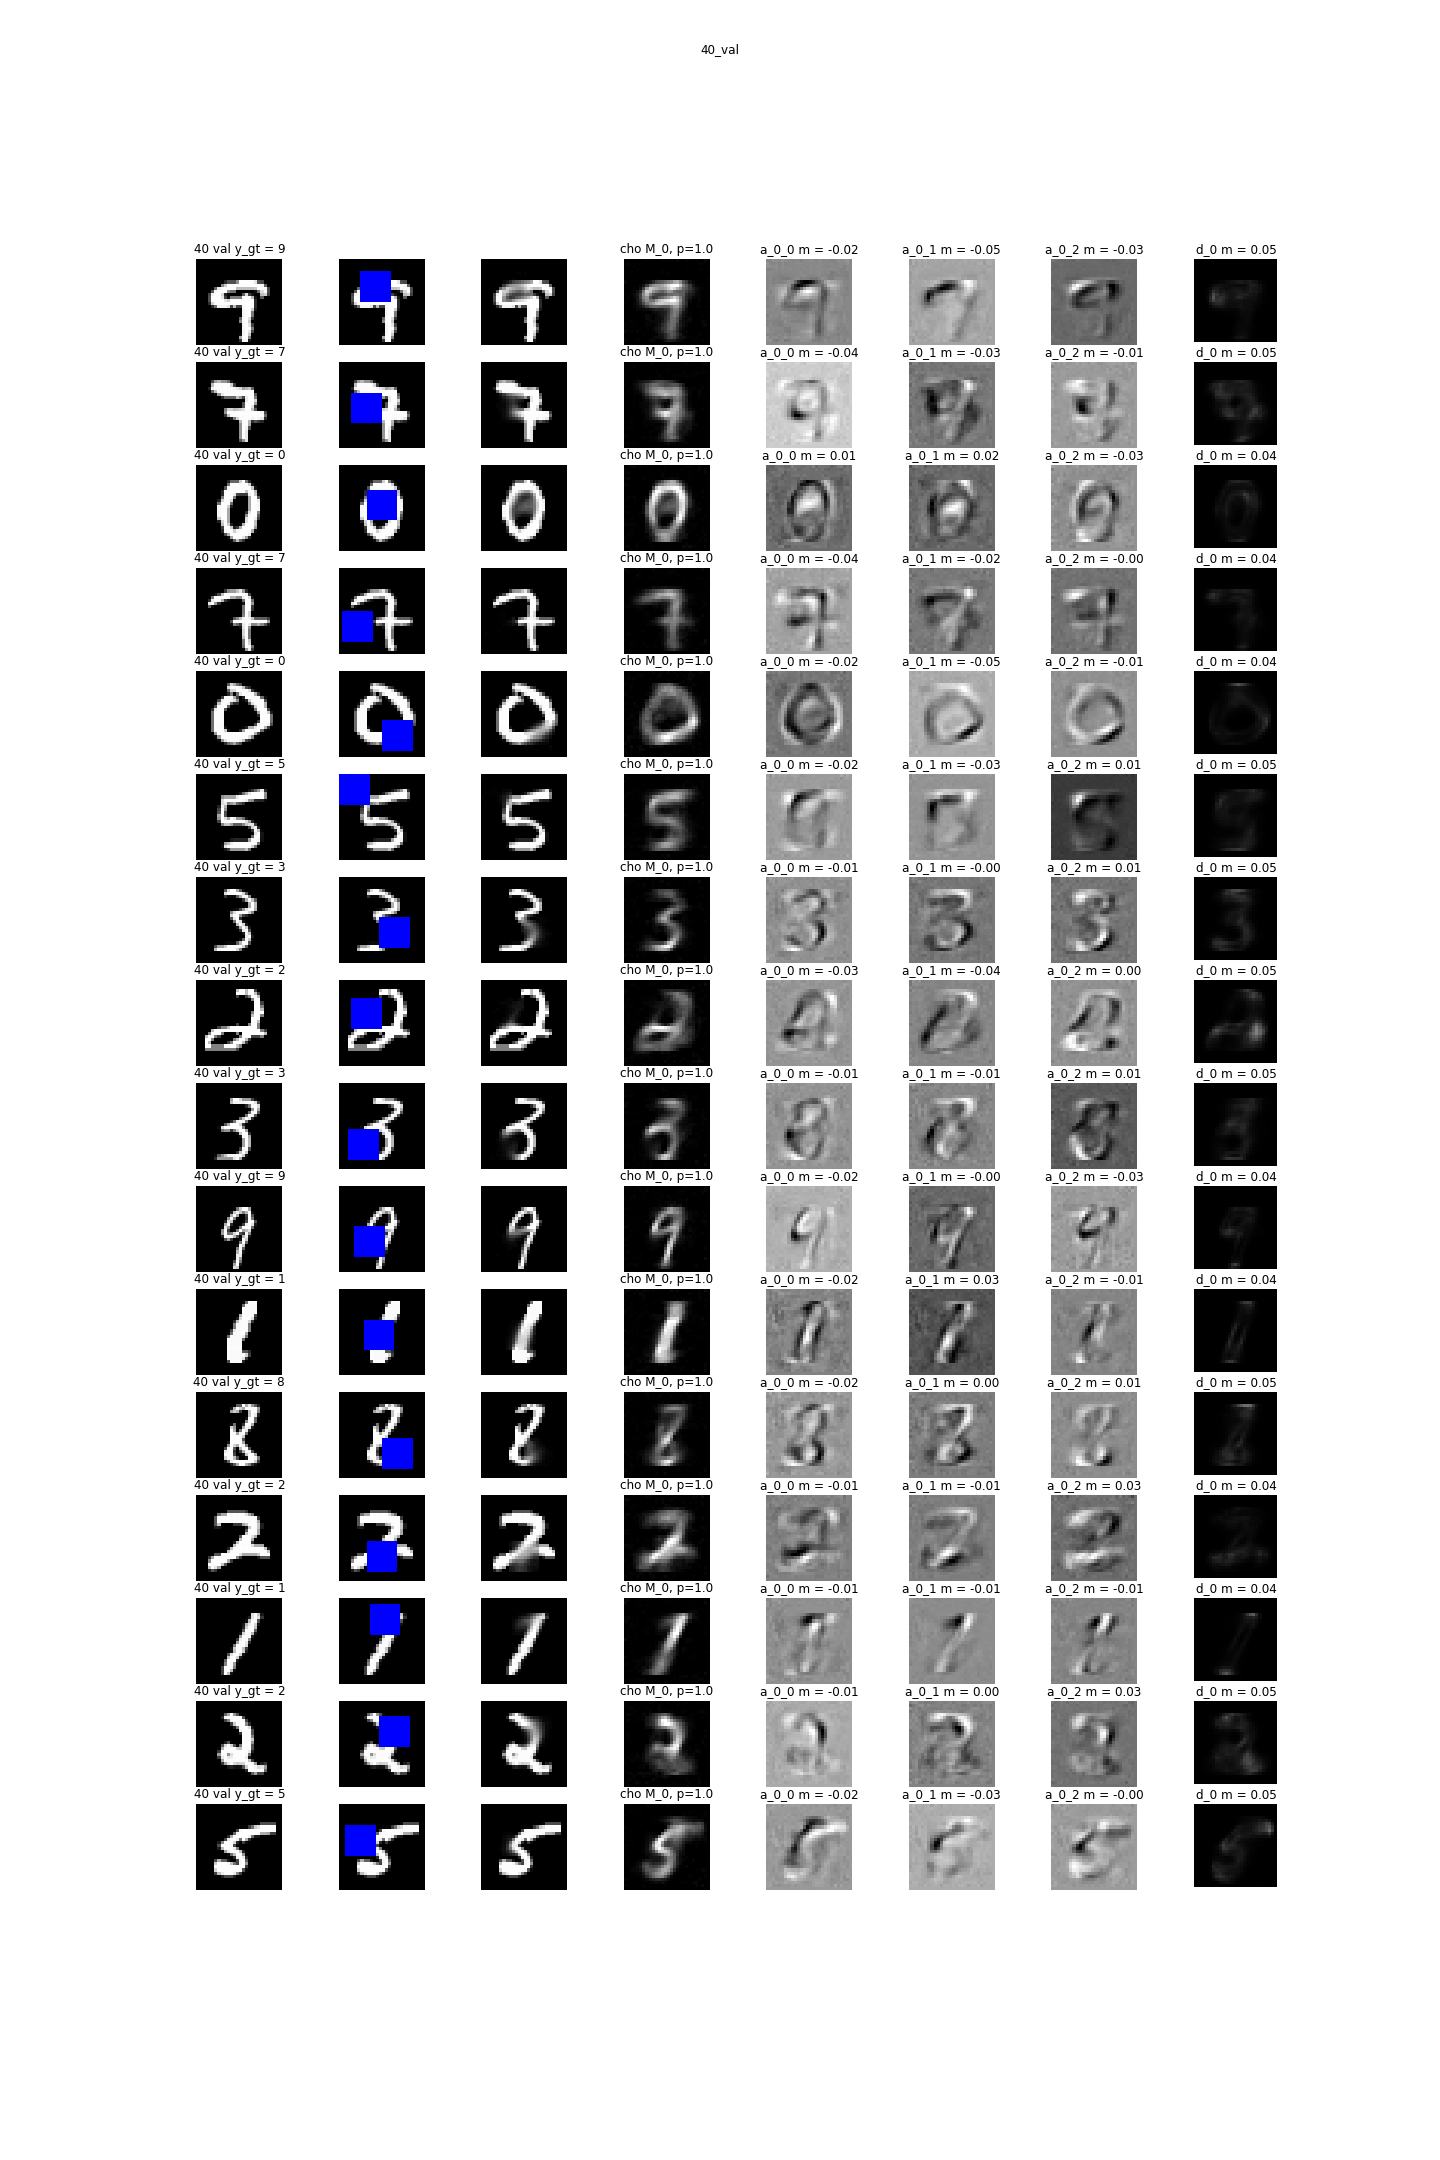 40_val
40 val y_gt = 9 cho M_0, p=1.0 a_0_0 m = -0.02 a_0_1 m = -0.05 a_0_2 m = -0.03 d_0 m = 0.05
40 val y_gt = 7 cho M_0, p=1.0 a_0_0 m = -0.04 a_0_1 m = -0.03 a_0_2 m = -0.01 d_0 m = 0.05
40 val y_gt = 0 cho M_0, p=1.0 a_0_0 m = 0.01 a_0_1 m = 0.02 a_0_2 m = -0.03 d_0 m = 0.04
40 val y_gt = 7 cho M_0, p=1.0 a_0_0 m = -0.04 a_0_1 m = -0.02 a_0_2 m = -0.00 d_0 m = 0.04
40 val y_gt = 0 cho M_0, p=1.0 a_0_0 m = -0.02 a_0_1 m = -0.05 a_0_2 m = -0.01 d_0 m = 0.04
40 val y_gt = 5 cho M_0, p=1.0 a_0_0 m = -0.02 a_0_1 m = -0.03 a_0_2 m = 0.01 d_0 m = 0.05
40 val y_gt = 3 cho M_0, p=1.0 a_0_0 m = -0.01 a_0_1 m = -0.00 a_0_2 m = 0.01 d_0 m = 0.05
40 val y_gt = 2 cho M_0, p=1.0 a_0_0 m = -0.03 a_0_1 m = -0.04 a_0_2 m = 0.00 d_0 m = 0.05
40 val y_gt = 3 cho M_0, p=1.0 a_0_0 m = -0.01 a_0_1 m = -0.01 a_0_2 m = 0.01 d_0 m = 0.05
40 val y_gt = 9 cho M_0, p=1.0 a_0_0 m = -0.02 a_0_1 m = -0.00 a_0_2 m = -0.03 d_0 m = 0.04
40 val y_gt = 1 cho M_0, p=1.0 a_0_0 m = -0.02 a_0_1 m = 0.03 a_0_2 m = -0.01 d_0 m = 0.04
40 val y_gt = 8 cho M_0, p=1.0 a_0_0 m = -0.02 a_0_1 m = 0.00 a_0_2 m = 0.01 d_0 m = 0.05
40 val y_gt = 2 cho M_0, p=1.0 a_0_0 m = -0.01 a_0_1 m = -0.01 a_0_2 m = 0.03 d_0 m = 0.04
40 val y_gt = 1 cho M_0, p=1.0 a_0_0 m = -0.01 a_0_1 m = -0.01 a_0_2 m = -0.01 d_0 m = 0.04
40 val y_gt = 2 cho M_0, p=1.0 a_0_0 m = -0.01 a_0_1 m = 0.00 a_0_2 m = 0.03 d_0 m = 0.05
40 val y_gt = 5 cho M_0, p=1.0 a_0_0 m = -0.02 a_0_1 m = -0.03 a_0_2 m = -0.00 d_0 m = 0.05